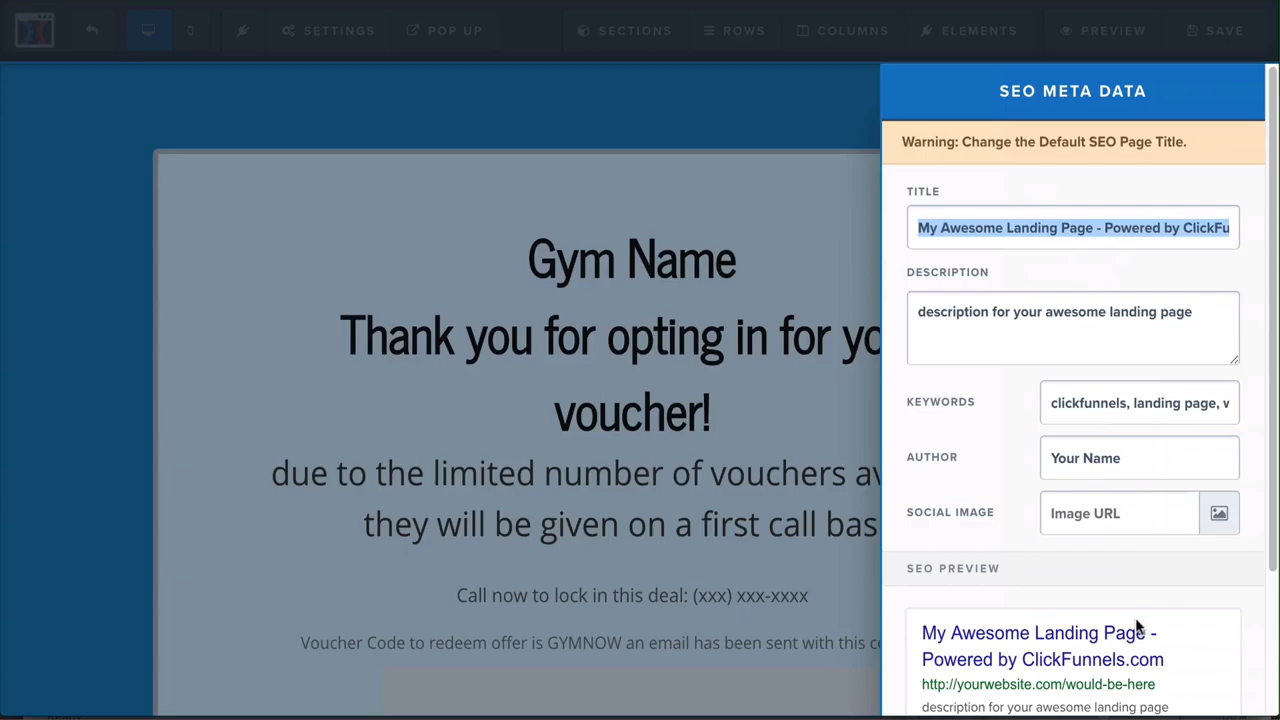 SETTINGS
POP UP
SECTIONS
ROWS
COLUMNS
ELEMENTS
PREVIEW
SAVE
Gym Name
Thank you for opting in for yo
voucher!
due to the limited number of vouchers av
they will be given on a first call bas
Call now to lock in this deal: (xxx) xxx-xxxx
Voucher Code to redeem offer is GYMNOW an email has been sent with this c
SEO META DATA
Warning: Change the Default SEO Page Title.
TITLE
My Awesome Landing Page - Powered by ClickFu
DESCRIPTION
description for your awesome landing page
KEYWORDS
clickfunnels, landing page, v
AUTHOR
Your Name
SOCIAL IMAGE
Image URL
SEO PREVIEW
My Awesome Landing Page -
Powered by ClickFunnels.com
http://yourwebsite.com/would-be-here
description for your awesome landing page